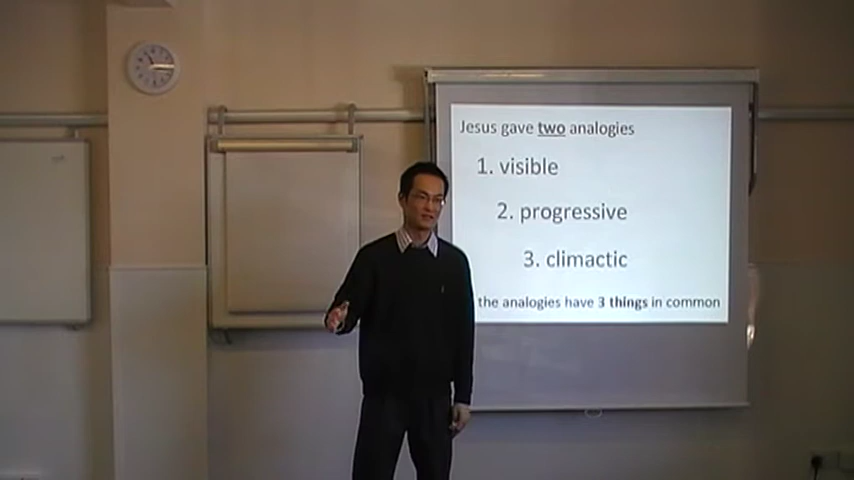 Jesus gave two analogies
1. visible
2. progressive
3. climactic
the analogies have 3 things in common